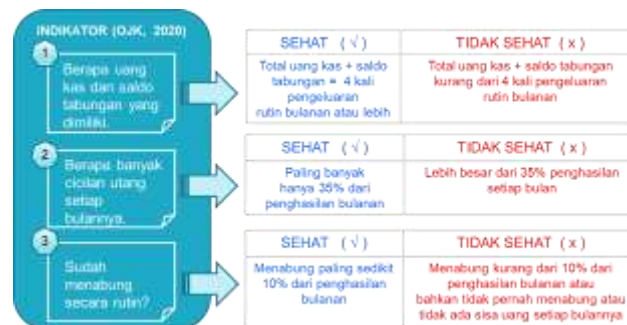 INDIKATOR (OJK, 2020)
1
Berapa uang
kas dan saldo
tabungan yang
dimiliki.
SEHAT ( √ )
TIDAK SEHAT ( x )
Total uang kas + saldo
tabungan = 4 kali
pengeluaran
rutin bulanan atau lebih
Total uang kas + saldo tabungan
kurang dari 4 kali pengeluaran
rutin bulanan
2
Berapa banyak
cicilan utang
setiap
bulannya.
SEHAT ( √ )
TIDAK SEHAT ( x )
Paling banyak
hanya 35% dari
penghasilan bulanan
Lebih besar dari 35% penghasilan
setiap bulan
3
Sudah
menabung
secara rutin?
SEHAT ( √ )
TIDAK SEHAT ( x )
Menabung paling sedikit
10% dari penghasilan
bulanan
Menabung kurang dari 10% dari
penghasilan bulanan atau
bahkan tidak pernah menabung atau
tidak ada sisa uang setiap bulannya